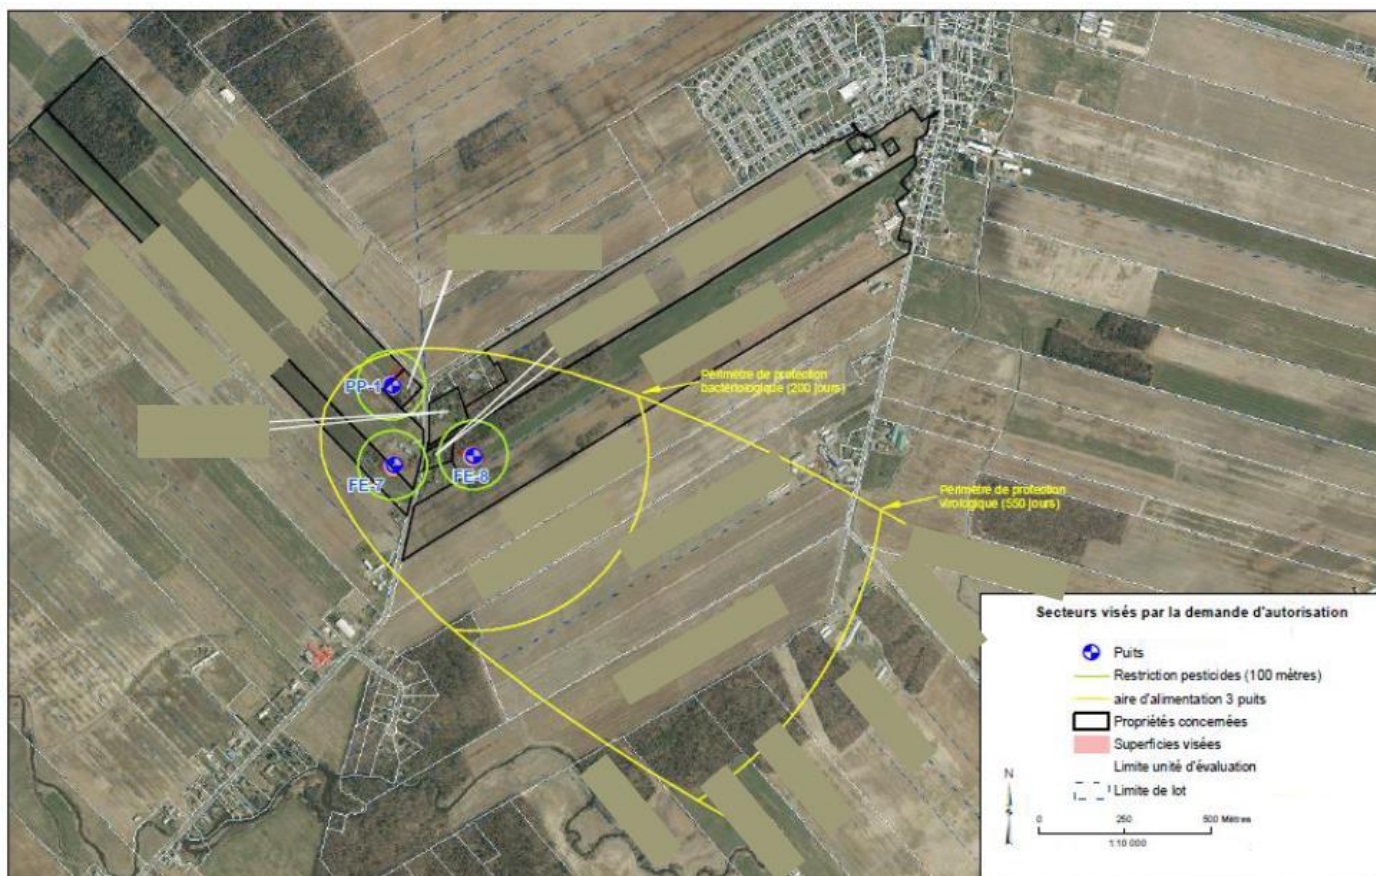 PP-1
FE-7
FE-8
Périmètre de protection
bactériologique (200 jours)
Périmètre de protection
virologique (550 jours)
Secteurs visés par la demande d'autorisation
Puits
Restriction pesticides (100 mètres)
aire d'alimentation 3 puits
Propriétés concernées
Superficies visées
Limite unité d'évaluation
Limite de lot
N
0 250 500 Mètres
1:10 000